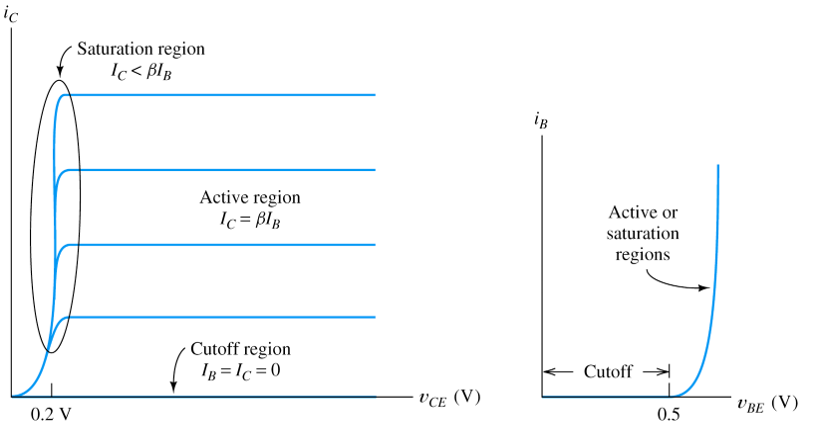 i_C
Saturation region
I_C < βI_B
Active region
I_C = βI_B
Cutoff region
I_B = I_C = 0
v_CE (V)
0.2 V
i_B
Active or
saturation
regions
Cutoff
0.5
v_BE (V)